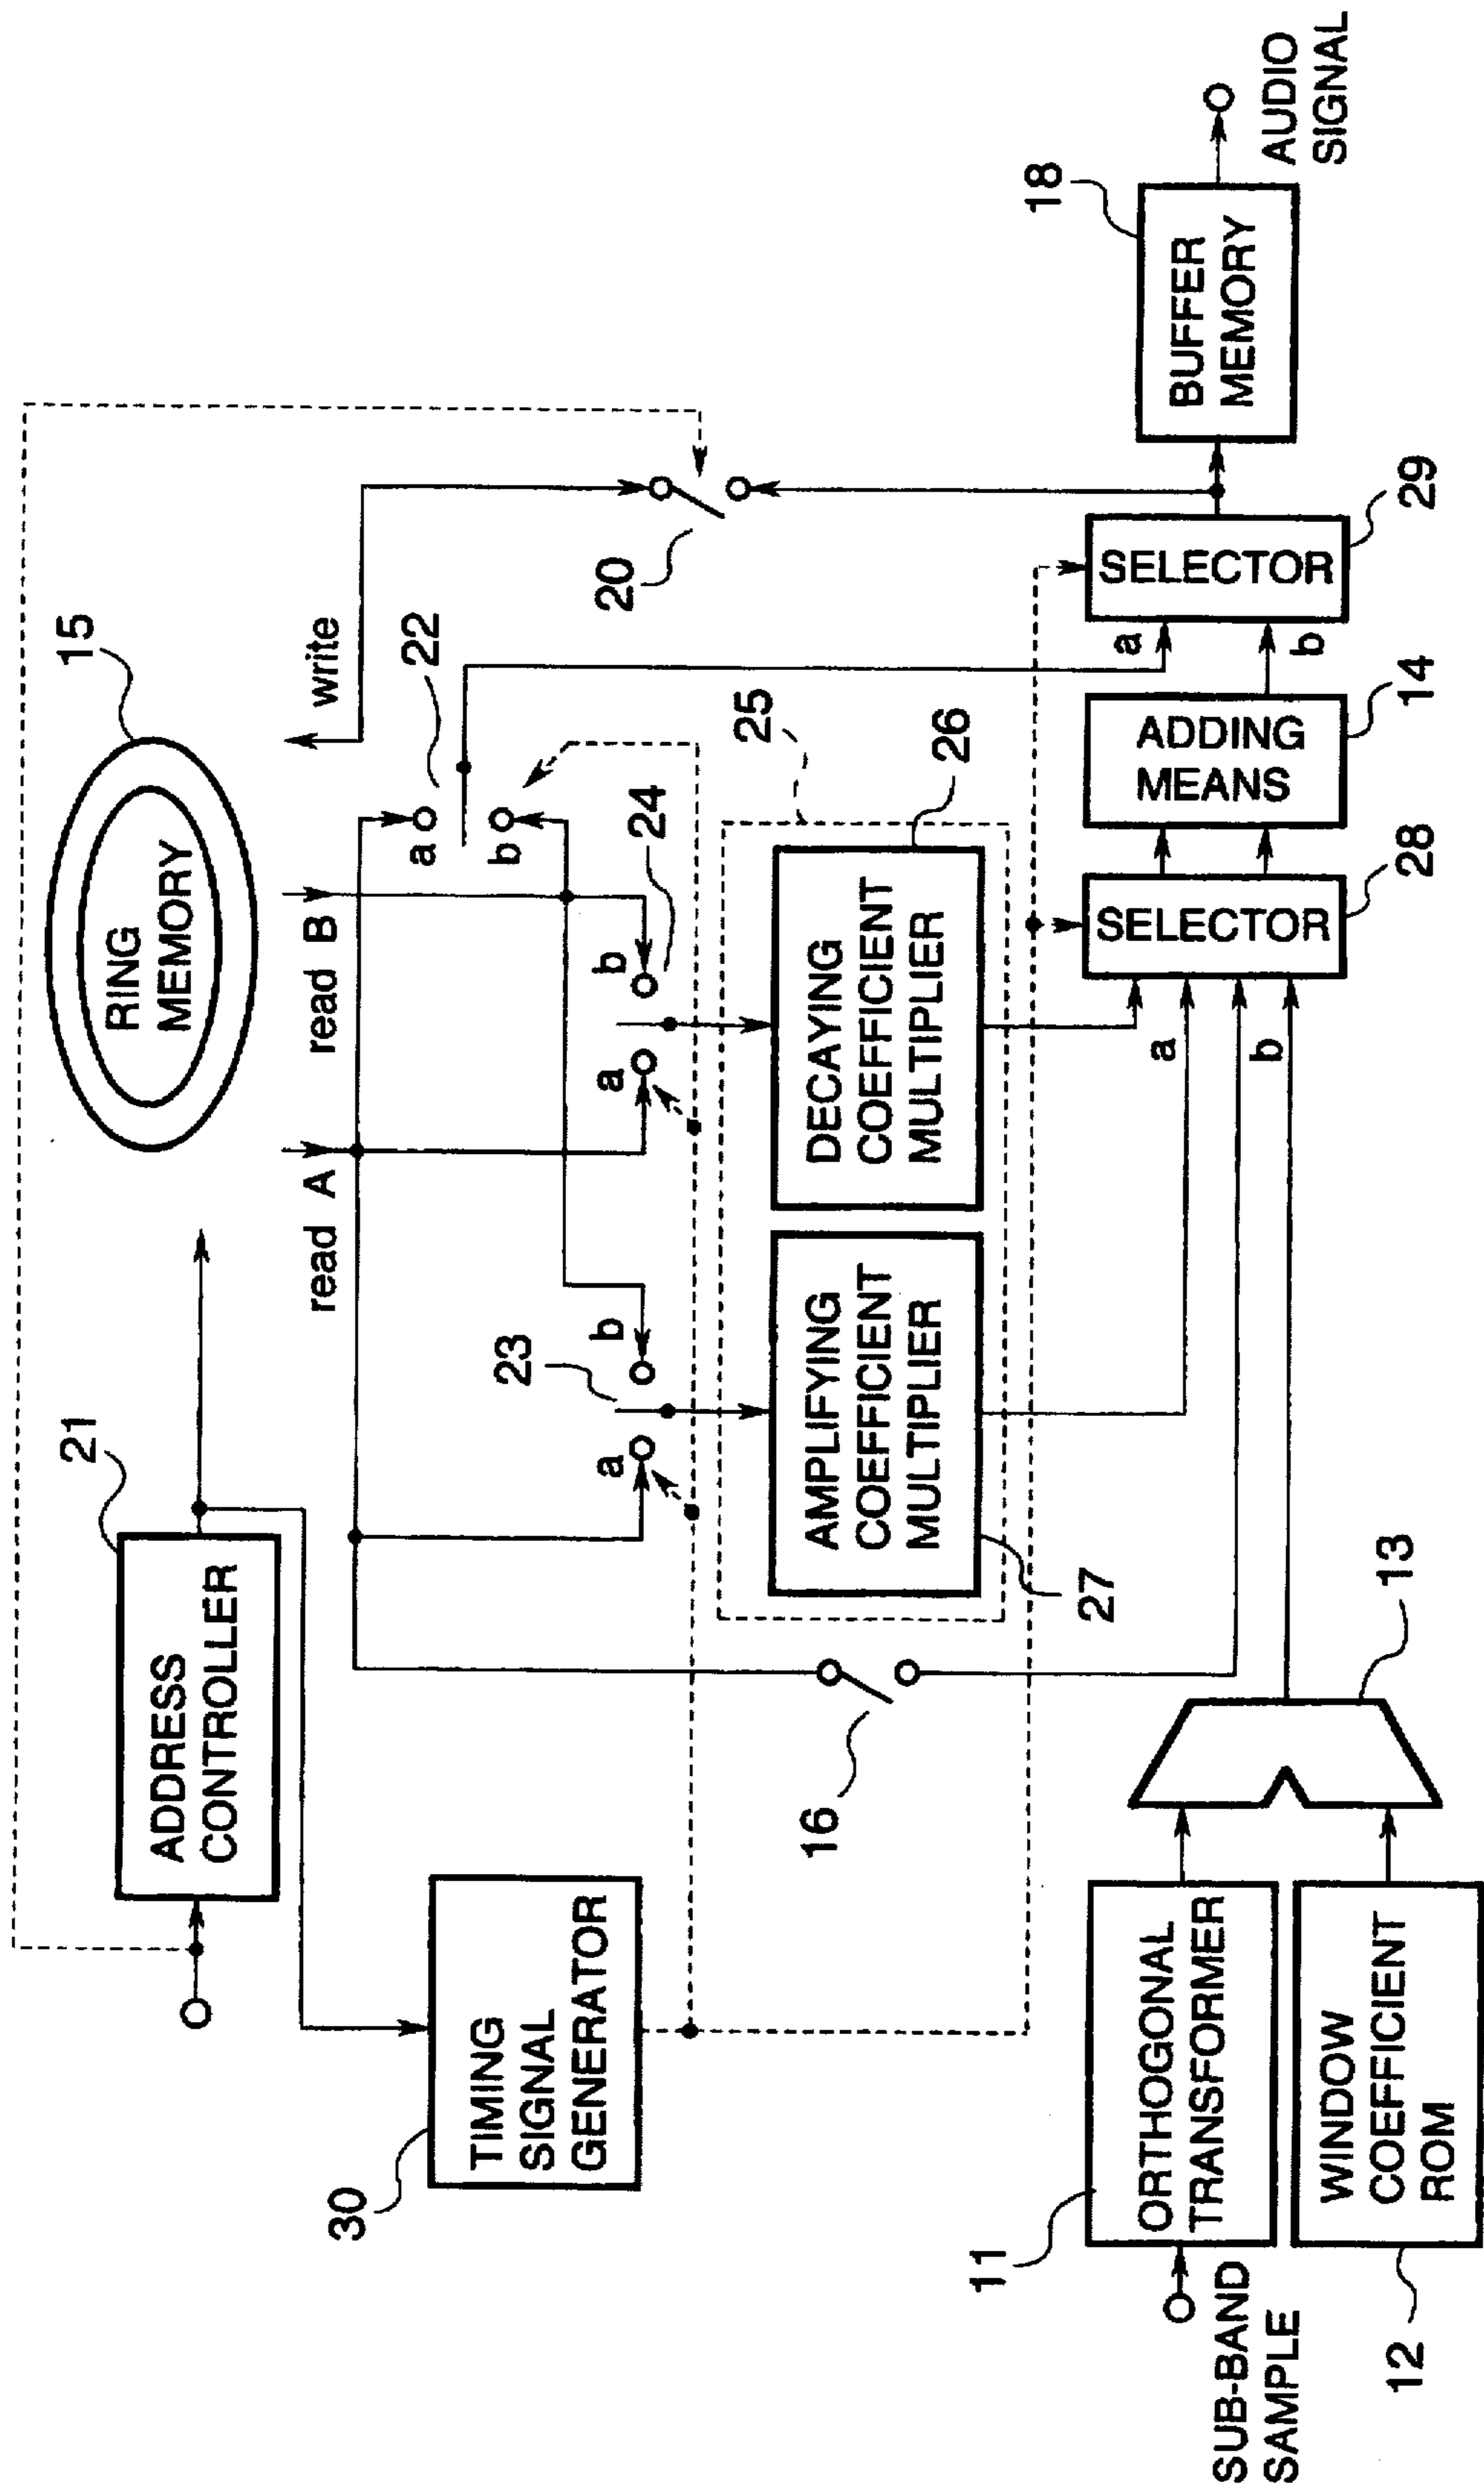 21
ADDRESS
CONTROLLER
15
RING
MEMORY
write
read A
read B
22
a
b
20
30
TIMING
SIGNAL
GENERATOR
23
a
b
24
a
b
25
16
AMPLIFYING
COEFFICIENT
MULTIPLIER
27
DECAYING
COEFFICIENT
MULTIPLIER
26
18
BUFFER
MEMORY
AUDIO
SIGNAL
11
ORTHOGONAL
TRANSFORMER
SUB-BAND
SAMPLE
12
WINDOW
COEFFICIENT
ROM
13
a
b
SELECTOR
28
ADDING
MEANS
14
a
b
SELECTOR
29